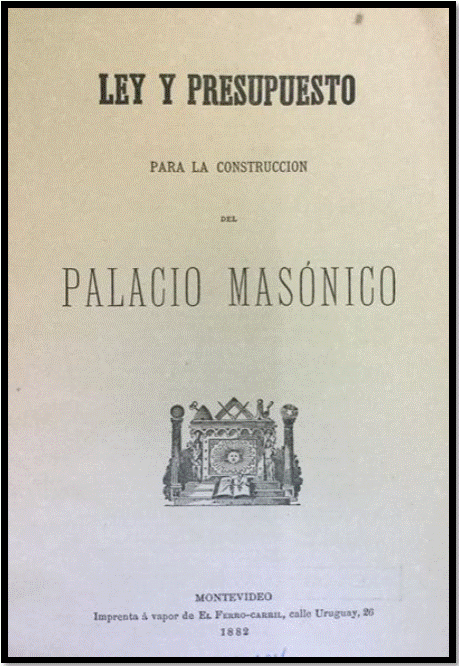 LEY Y PRESUPUESTO
PARA LA CONSTRUCCION
DEL
PALACIO MASÓNICO
MONTEVIDEO
Imprenta á vapor de EL FERRO-CARRIL, calle Uruguay, 26
1882